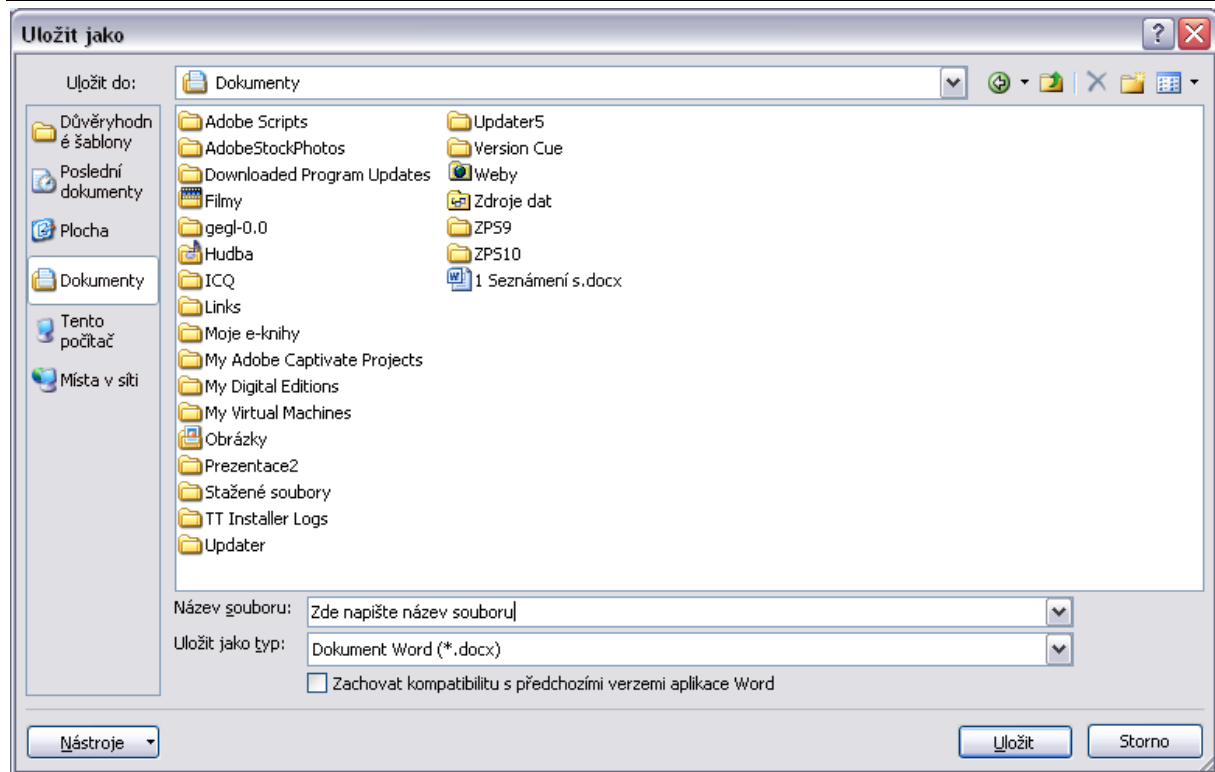 Uložit jako
Uložit do:
Dokumenty
Důvěryhodn
é šablony
Poslední
dokumenty
Plocha
Dokumenty
Tento
počítač
Místa v síti
Adobe Scripts
AdobeStockPhotos
Downloaded Program Updates
Filmy
gegl-0.0
Hudba
ICQ
Links
Moje e-knihy
My Adobe Captivate Projects
My Digital Editions
My Virtual Machines
Obrázky
Prezentace2
Stažené soubory
TT Installer Logs
Updater
Updater5
Version Cue
Weby
Zdroje dat
ZPS9
ZPS10
1 Seznámení s.docx
Název souboru:
Zde napište název souboru
Uložit jako typ:
Dokument Word (*.docx)
Zachovat kompatibilitu s předchozími verzemi aplikace Word
Nástroje
Uložit
Storno